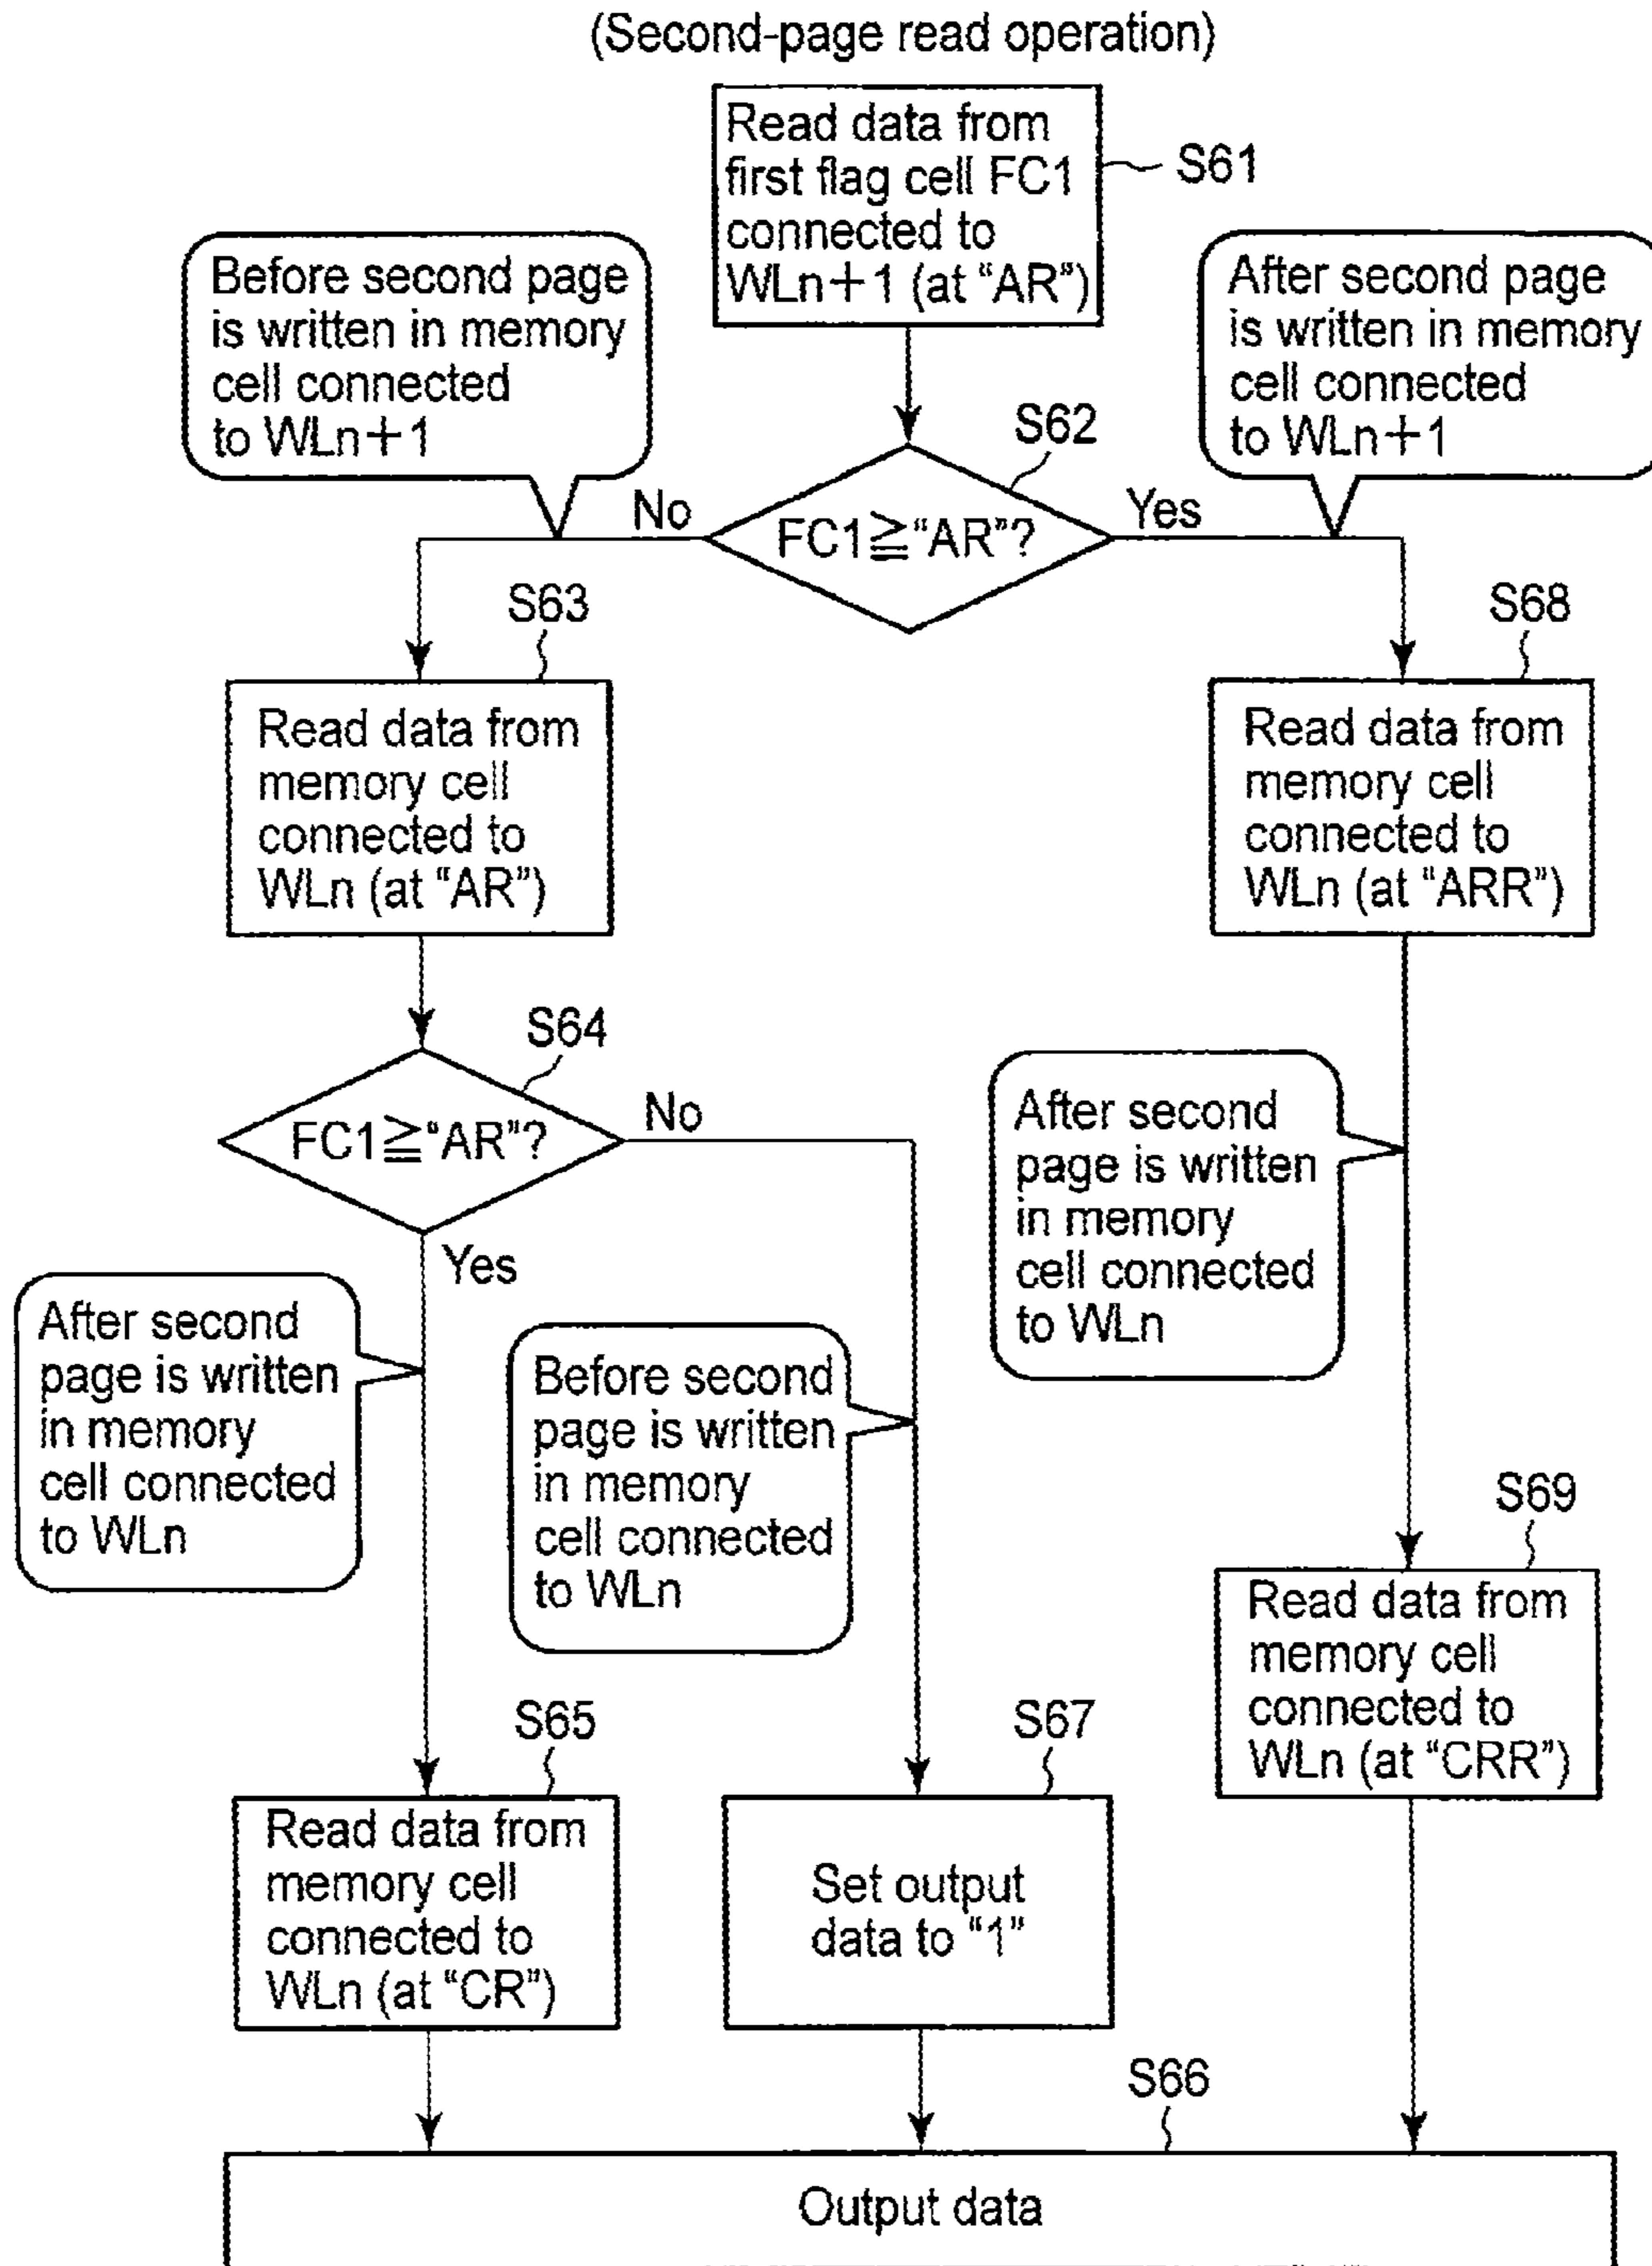 (Second-page read operation)
Read data from
first flag cell FC1
connected to
WLn+1 (at “AR”)
S61
Before second page
is written in memory
cell connected
to WLn+1
After second page
is written in memory
cell connected
to WLn+1
S62
No
FC1≧“AR”?
Yes
S63
Read data from
memory cell
connected to
WLn (at “AR”)
S68
Read data from
memory cell
connected to
WLn (at “ARR”)
S64
FC1≧“AR”?
No
Yes
After second
page is written
in memory
cell connected
to WLn
Before second
page is written
in memory
cell connected
to WLn
After second
page is written
in memory
cell connected
to WLn
S69
Read data from
memory cell
connected to
WLn (at “CRR”)
S65
Read data from
memory cell
connected to
WLn (at “CR”)
S67
Set output
data to “1”
S66
Output data